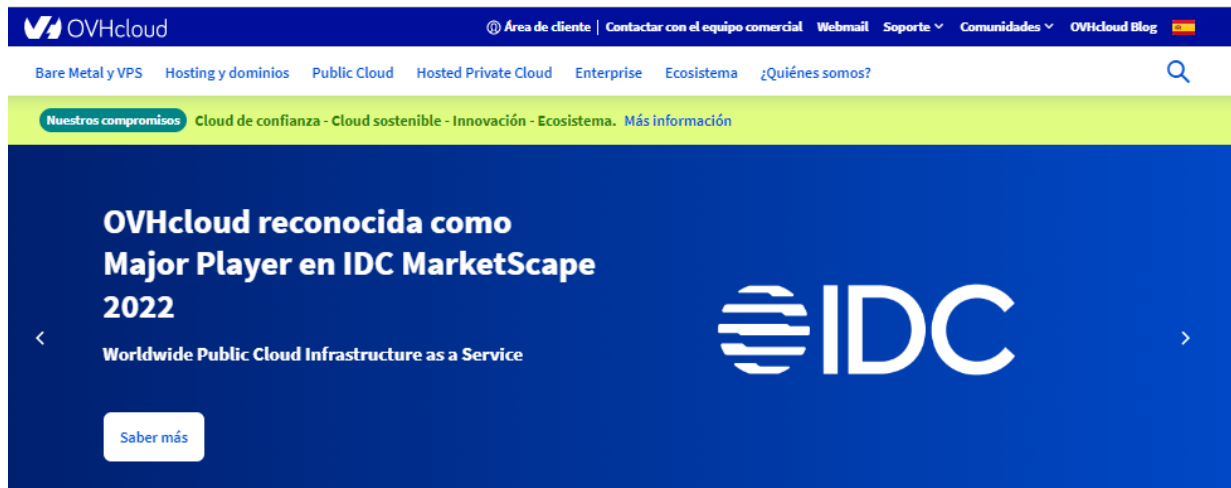 OVHcloud
Área de cliente | Contactar con el equipo comercial Webmail Soporte Comunidades OVHcloud Blog
Bare Metal y VPS Hosting y dominios Public Cloud Hosted Private Cloud Enterprise Ecosistema ¿Quiénes somos?
Nuestros compromisos Cloud de confianza - Cloud sostenible - Innovación - Ecosistema. Más información
OVHcloud reconocida como
Major Player en IDC MarketScape
2022
Worldwide Public Cloud Infrastructure as a Service
IDC
Saber más